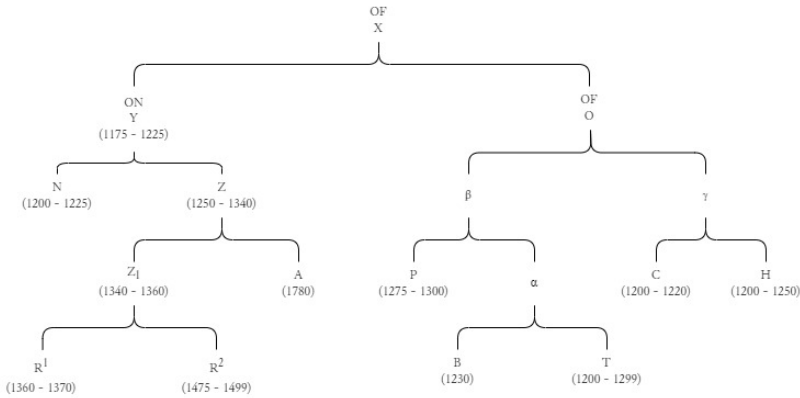 OF
X
ON
Y
(1175 - 1225)
OF
O
N
(1200 - 1225)
Z
(1250 - 1340)
β
γ
Z1
(1340 - 1360)
A
(1780)
P
(1275 - 1300)
α
C
(1200 - 1220)
H
(1200 - 1250)
R1
(1360 - 1370)
R2
(1475 - 1499)
B
(1230)
T
(1200 - 1299)